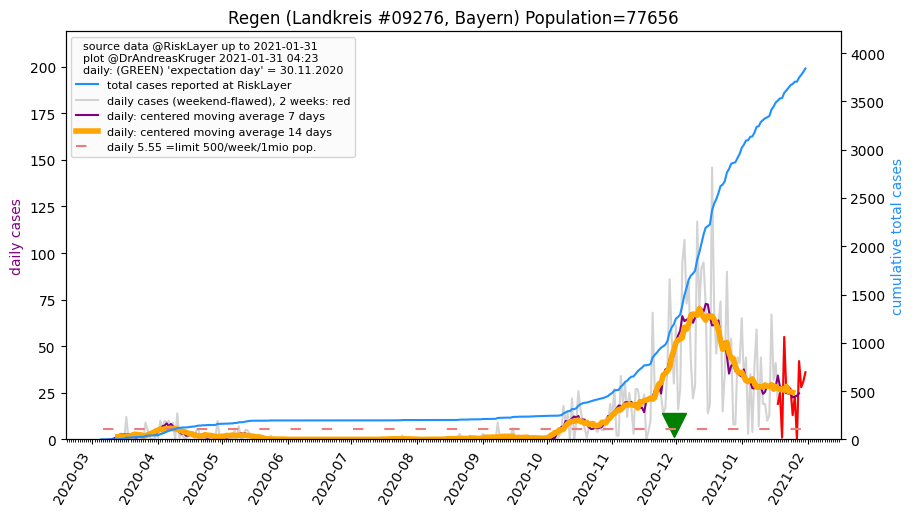 Regen (Landkreis #09276, Bayern) Population=77656
source data @RiskLayer up to 2021-01-31
plot @DrAndreasKruger 2021-01-31 04:23
daily: (GREEN) 'expectation day' = 30.11.2020
total cases reported at RiskLayer
daily cases (weekend-flawed), 2 weeks: red
daily: centered moving average 7 days
daily: centered moving average 14 days
daily 5.55 =limit 500/week/1mio pop.
daily cases
200
175
150
125
100
75
50
25
0
cumulative total cases
4000
3500
3000
2500
2000
1500
1000
500
0
2020-03
2020-04
2020-05
2020-06
2020-07
2020-08
2020-09
2020-10
2020-11
2020-12
2021-01
2021-02